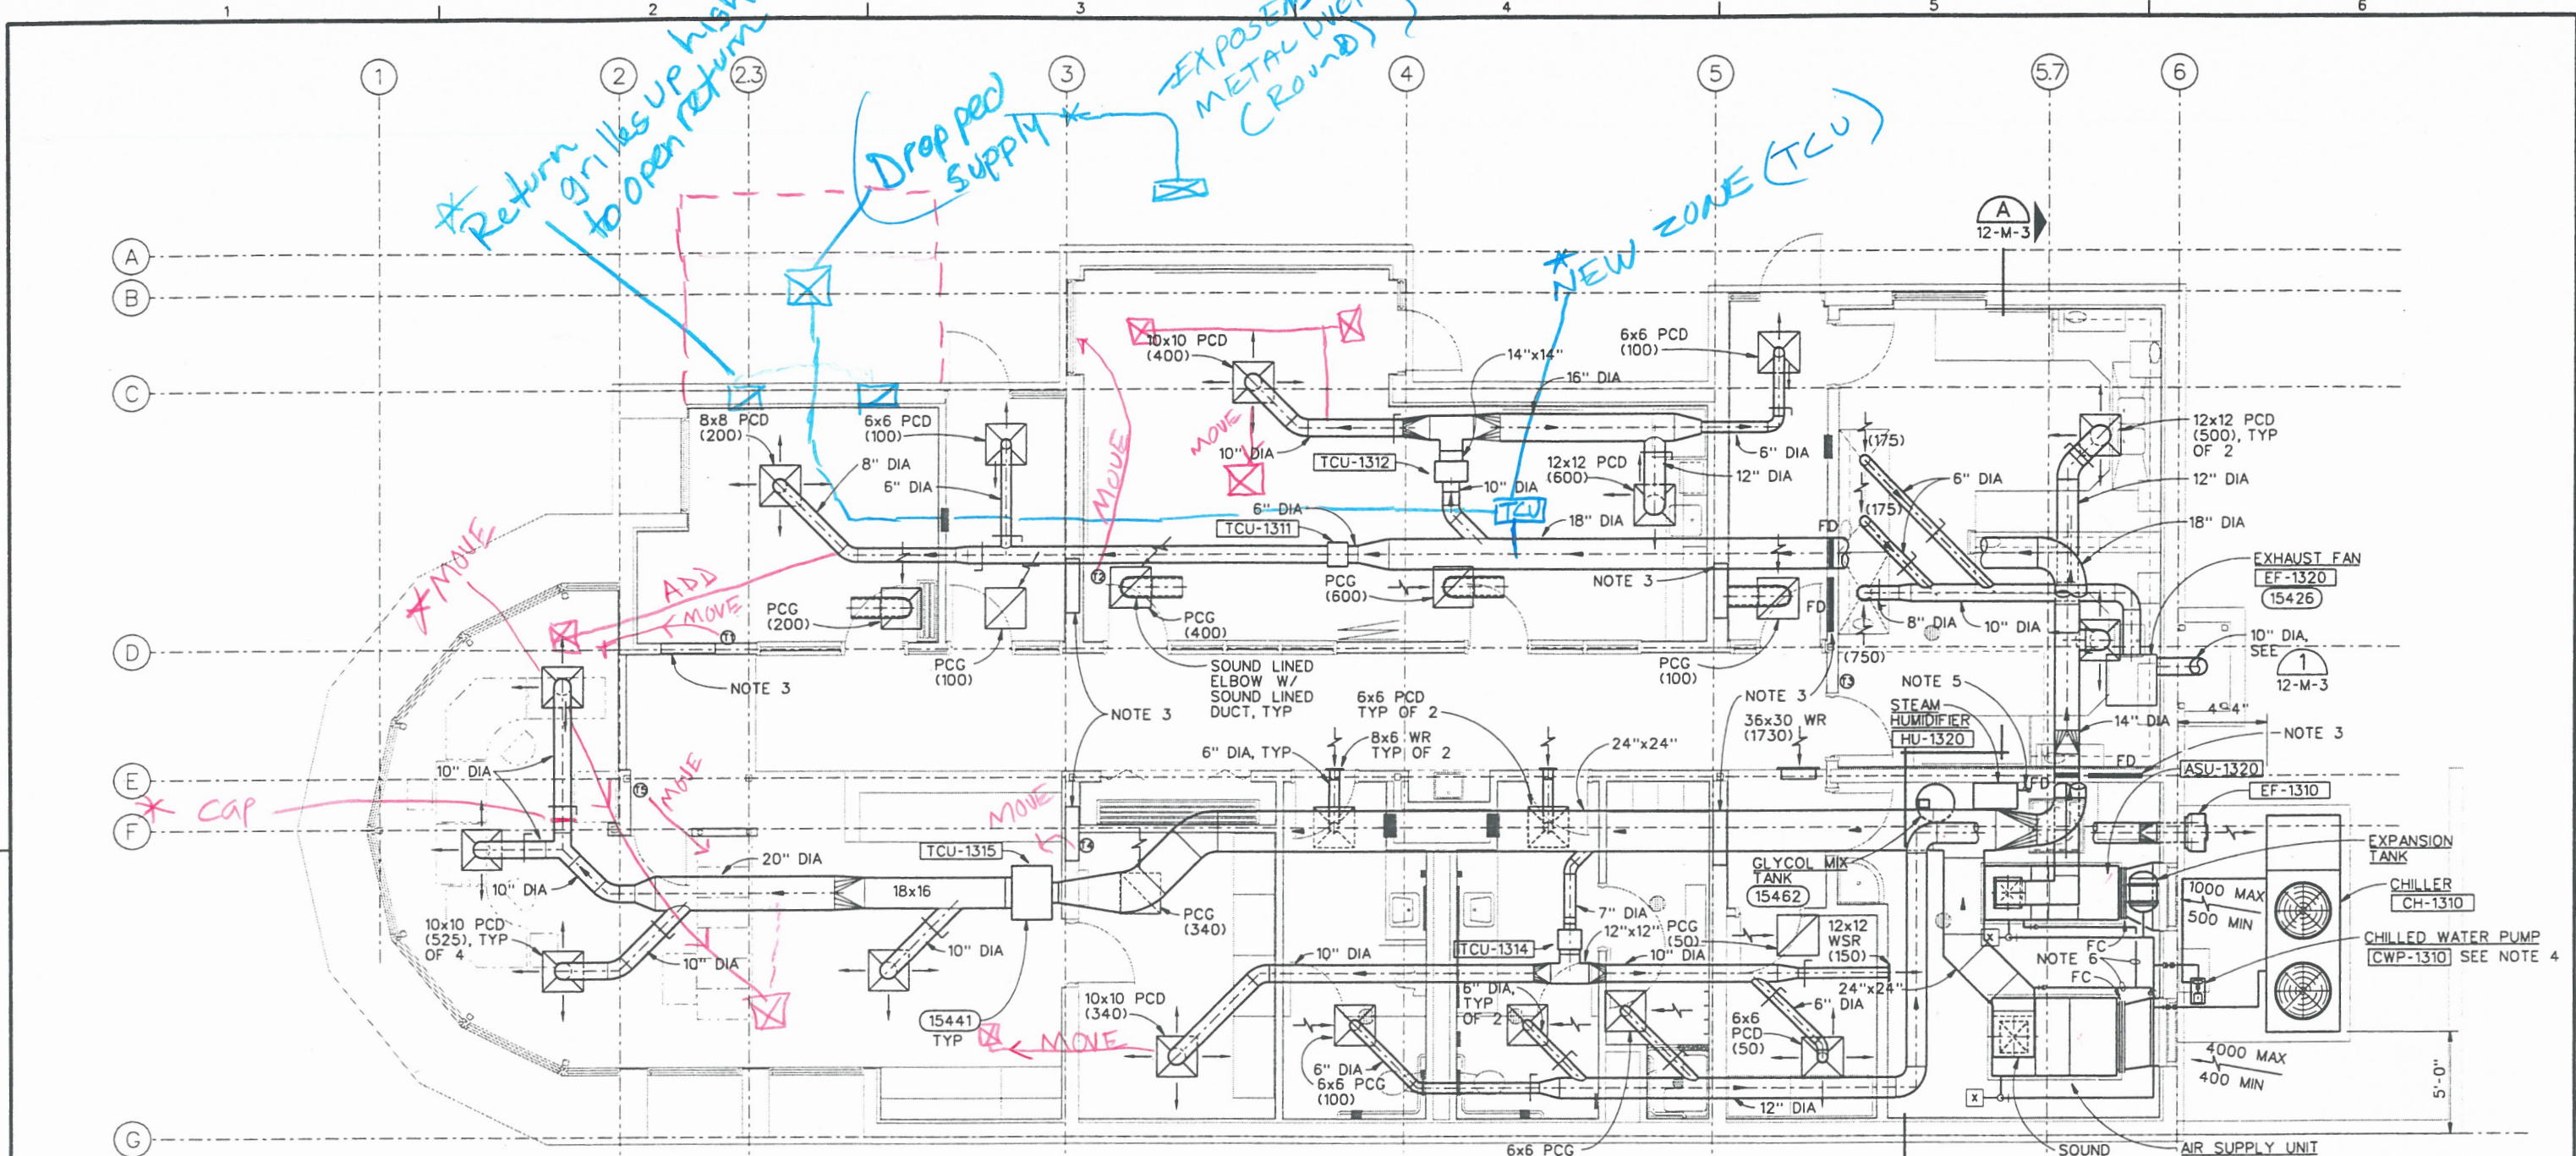 1
2
3
4
5
6
1
2
2.3
3
4
5
5.7
6
* Return
grilles up
to open return
Dropped
supply
EXPOSED
METAL DUCT
(ROUND)
* NEW ZONE (TCU)
A
12-M-3
A
B
C
D
E
F
G
10x10 PCD
(400)
14"x14"
16" DIA
6x6 PCD
(100)
8x8 PCD
(200)
6x6 PCD
(100)
8" DIA
6" DIA
MOVE
MOVE
10" DIA
TCU-1312
10" DIA
12x12 PCD
(600)
12" DIA
6" DIA
(175)
(175)
6" DIA
12x12 PCD
(500), TYP
OF 2
12" DIA
18" DIA
TCU
6" DIA
TCU-1311
18" DIA
FD
EXHAUST FAN
EF-1320
15426
* MOVE
ADD
MOVE
T1
T2
PCG
(200)
PCG
(100)
PCG
(400)
PCG
(600)
NOTE 3
FD
8" DIA
10" DIA
10" DIA,
SEE
1
12-M-3
NOTE 3
NOTE 3
SOUND LINED
ELBOW W/
SOUND LINED
DUCT, TYP
PCG
(100)
(750)
T3
NOTE 5
6x6 PCD
TYP OF 2
NOTE 3
36x30 WR
(1730)
STEAM
HUMIDIFIER
HU-1320
14" DIA
NOTE 3
6" DIA, TYP
8x6 WR
TYP OF 2
24"x24"
FD
FD
ASU-1320
EF-1310
10" DIA
T5
MOVE
* Cap
MOVE
T4
20" DIA
TCU-1315
18x16
10" DIA
GLYCOL MIX
TANK
15462
EXPANSION
TANK
1000 MAX
500 MIN
CHILLER
CH-1310
10x10 PCD
(525), TYP
OF 4
10" DIA
10" DIA
PCG
(340)
7" DIA
12"x12"
TCU-1314
PCG
(50)
12x12
WSR
(150)
10" DIA
10" DIA
FC
NOTE 6
FC
CHILLED WATER PUMP
CWP-1310 SEE NOTE 4
24"x24"
15441
TYP
MOVE
10x10 PCD
(340)
6" DIA,
TYP
OF 2
6" DIA
6x6
PCD
(50)
6" DIA
6x6 PCG
(100)
12" DIA
X
X
4000 MAX
400 MIN
5'-0"
6x6 PCG
SOUND
AIR SUPPLY UNIT